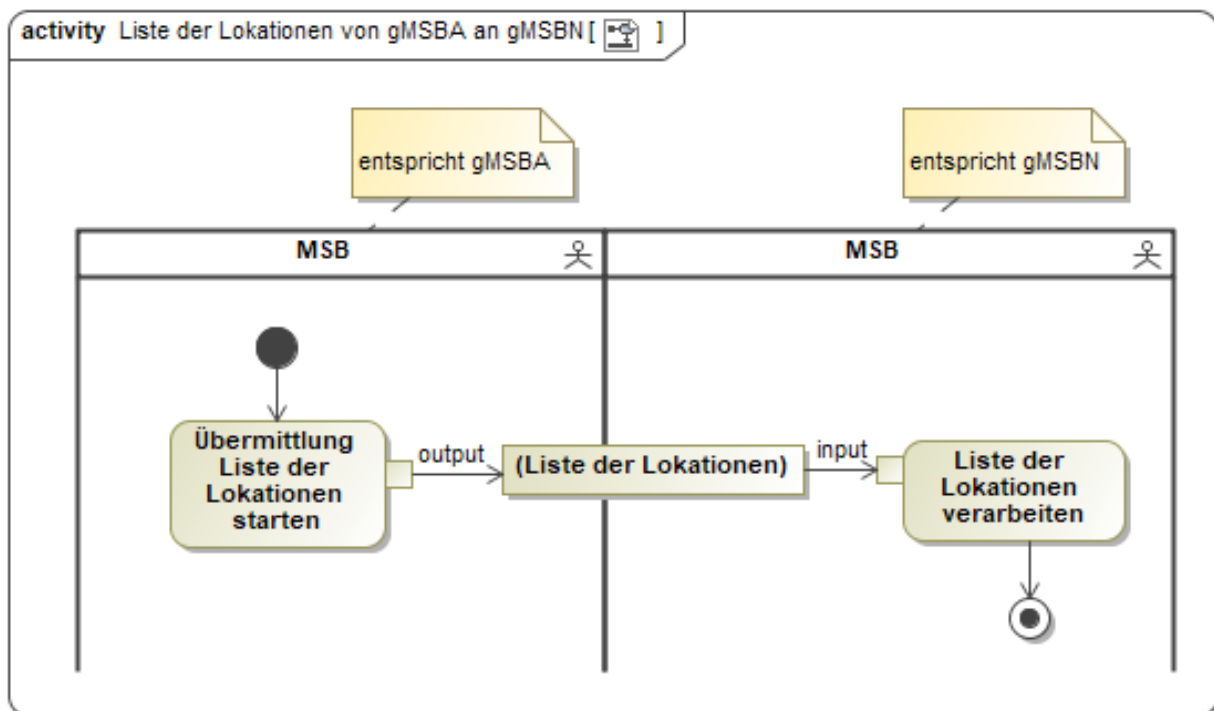 activity Liste der Lokationen von gMSBA an gMSBN [ ]
entspricht gMSBA
entspricht gMSBN
MSB
MSB
Übermittlung
Liste der
Lokationen
starten
output
(Liste der Lokationen)
input
Liste der
Lokationen
verarbeiten